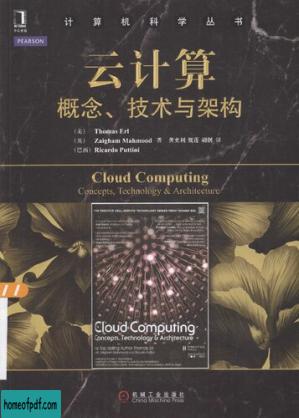 计算机科学丛书
PEARSON
云计算
概念、技术与架构
（美） Thomas Erl
（英） Zaigham Mahmood 著 龚奕利 贺莲 胡创 译
（巴西） Ricardo Puttini
Cloud Computing
Concepts, Technology & Architecture
Cloud Computing
Concepts, Technology & Architecture
机械工业出版社
China Machine Press
homeofpdf.com